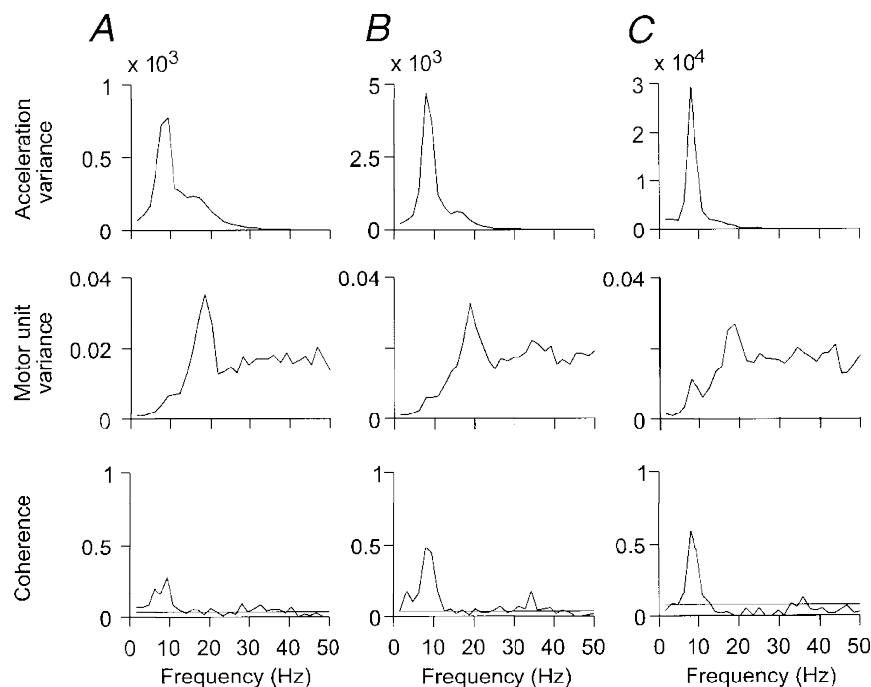 A B C
x 10³ x 10³ x 10⁴
Acceleration variance
1
0.5
0
5
2.5
0
3
2
1
0
Motor unit variance
0.04
0.02
0
0.04
0
0.04
0
Coherence
1
0.5
0
1
0.5
0
1
0.5
0
0 10 20 30 40 50
0 10 20 30 40 50
0 10 20 30 40 50
Frequency (Hz) Frequency (Hz) Frequency (Hz)